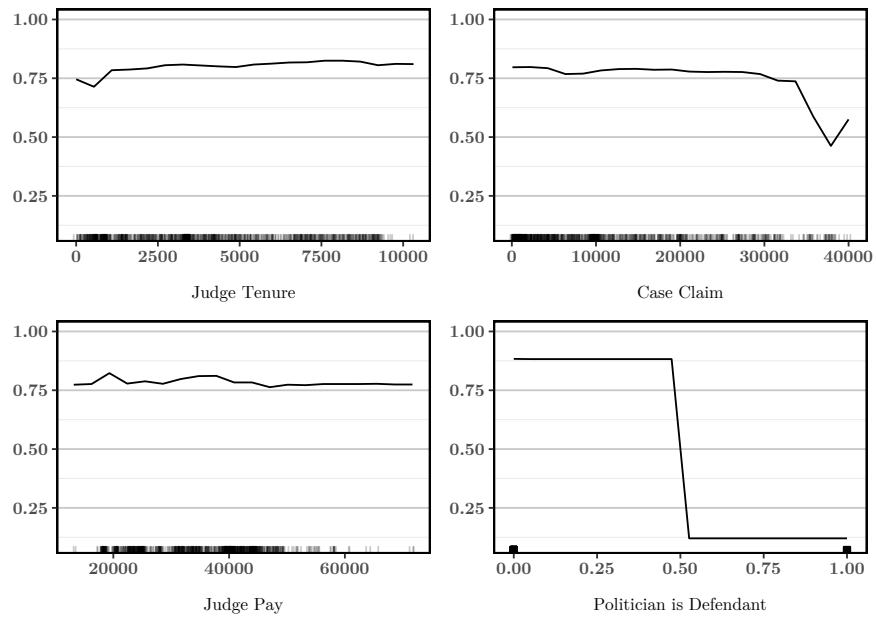 1.00
0.75
0.50
0.25
0 2500 5000 7500 10000
Judge Tenure
1.00
0.75
0.50
0.25
0 10000 20000 30000 40000
Case Claim
1.00
0.75
0.50
0.25
20000 40000 60000
Judge Pay
1.00
0.75
0.50
0.25
0.00 0.25 0.50 0.75 1.00
Politician is Defendant